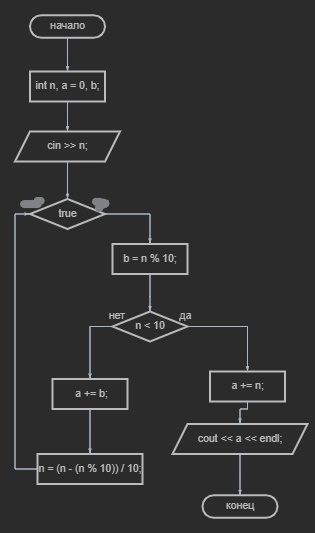 начало
int n, a = 0, b;
cin >> n;
true
b = n % 10;
нет
да
n < 10
a += b;
a += n;
n = (n - (n % 10)) / 10;
cout << a << endl;
конец